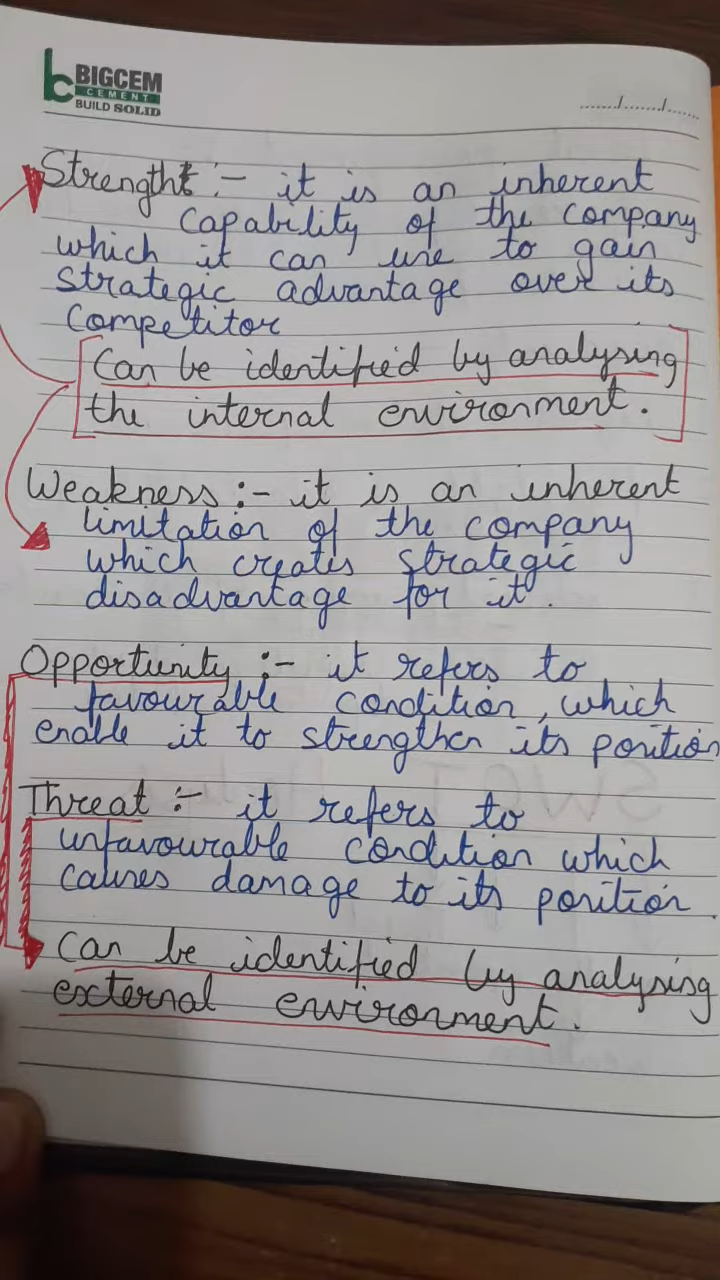 BIGCEM
CEMENT
BUILD SOLID
....../......./......
Strength :- it is an inherent
capability of the company
which it can use to gain
strategic advantage over its
competitor
Can be identified by analysing
the internal environment.
Weakness :- it is an inherent
limitation of the company
which creates strategic
disadvantage for it.
Opportunity :- it refers to
favourable condition, which
enable it to strengthen its position
Threat :- it refers to
unfavourable condition which
causes damage to its position.
Can be identified by analysing
external environment.